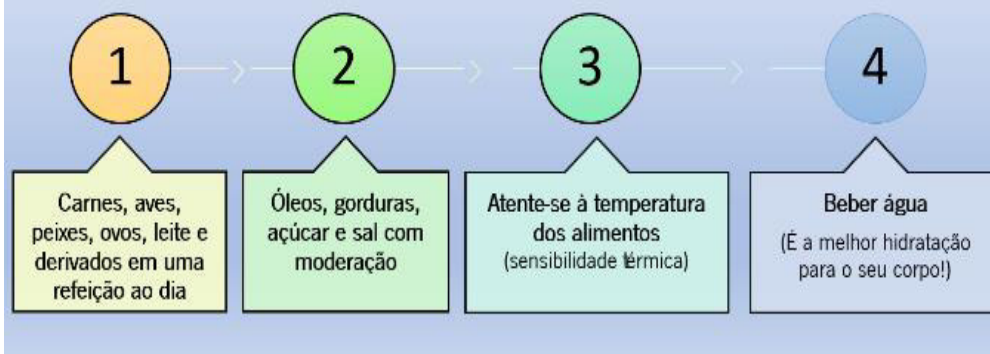 1
2
3
4
Carnes, aves,
peixes, ovos, leite e
derivados em uma
refeição ao dia
Óleos, gorduras,
açúcar e sal com
moderação
Atente-se à temperatura
dos alimentos
(sensibilidade térmica)
Beber água
(É a melhor hidratação
para o seu corpo!)